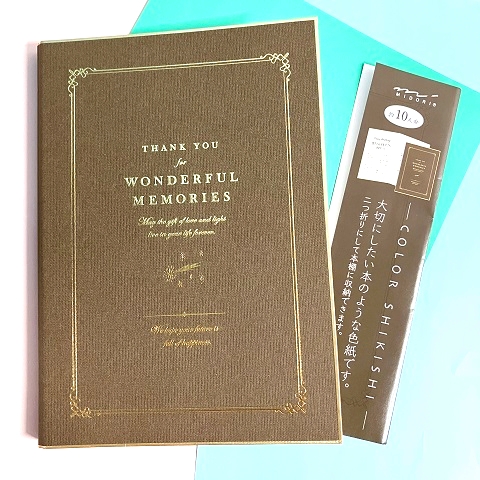 THANK YOU
for
WONDERFUL
MEMORIES
May the gift of love and light
live in your life forever.
We hope your future is
full of happiness.
MIDORI
約10名用
COLOR SHIKISHI
大切にしたい本のような色紙です。
二つ折りにして本棚に収納できます。